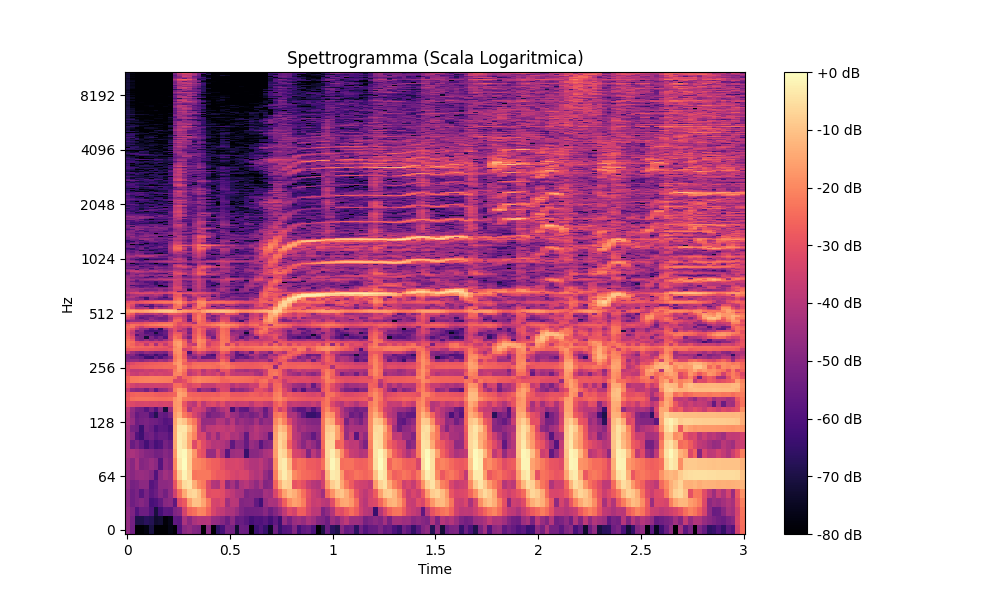 Spettrogramma (Scala Logaritmica)
8192
4096
2048
1024
512
256
128
64
0
Hz
0
0.5
1
1.5
2
2.5
3
Time
+0 dB
-10 dB
-20 dB
-30 dB
-40 dB
-50 dB
-60 dB
-70 dB
-80 dB